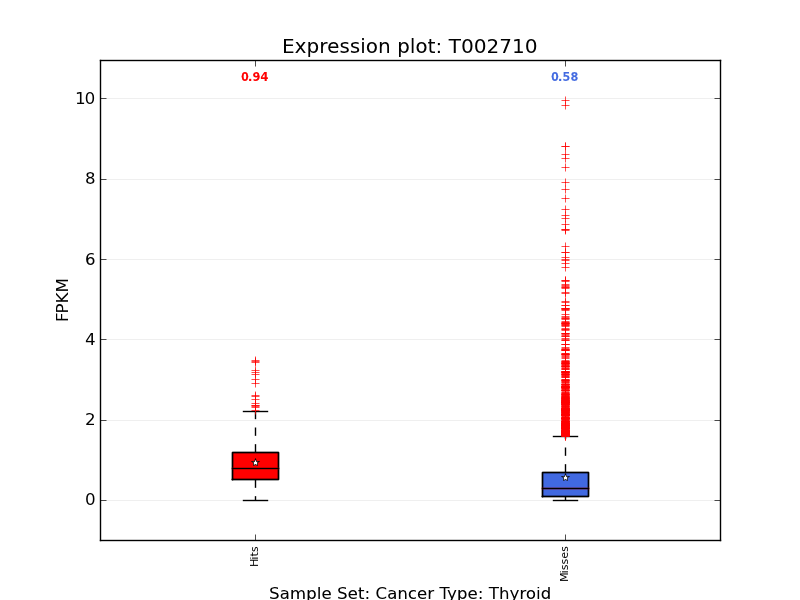 Expression plot: T002710
0.94
0.58
10
8
6
4
2
0
FPKM
Hits
Misses
Sample Set: Cancer Type: Thyroid